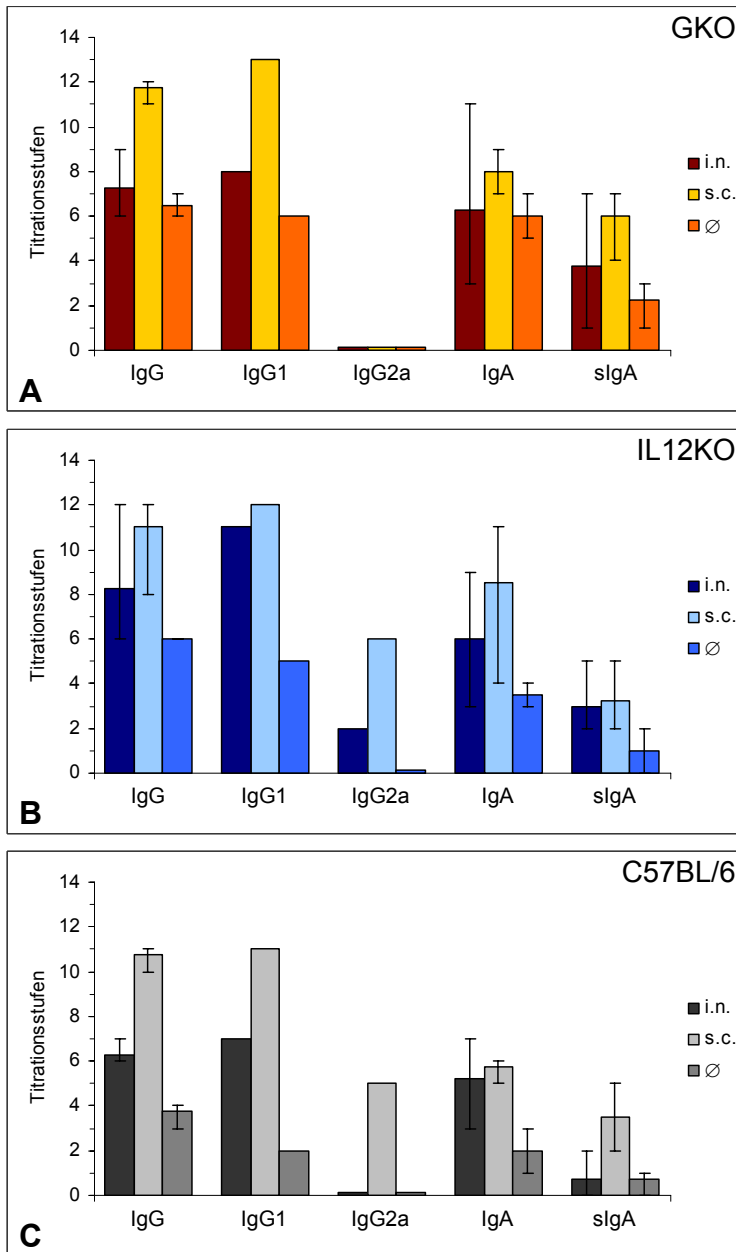 GKO
14
12
10
8
6
4
2
0
Titrationsstufen
IgG IgG1 IgG2a IgA sIgA
i.n.
s.c.
∅
A
IL12KO
14
12
10
8
6
4
2
0
Titrationsstufen
IgG IgG1 IgG2a IgA sIgA
i.n.
s.c.
∅
B
C57BL/6
14
12
10
8
6
4
2
0
Titrationsstufen
IgG IgG1 IgG2a IgA sIgA
i.n.
s.c.
∅
C